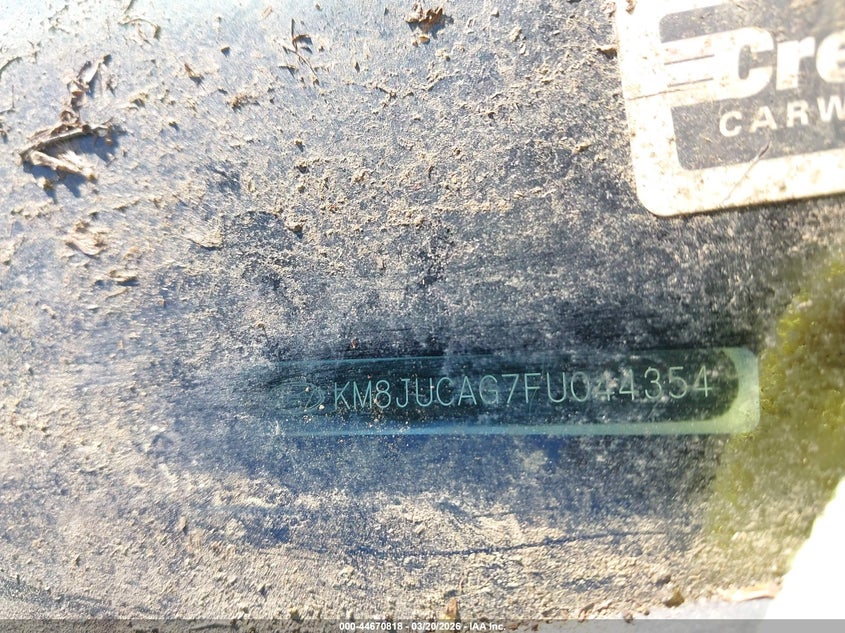 Cre
CARW
KM8JUCAG7FU044354
000-44670818 - 03/20/2026 - IAA Inc.